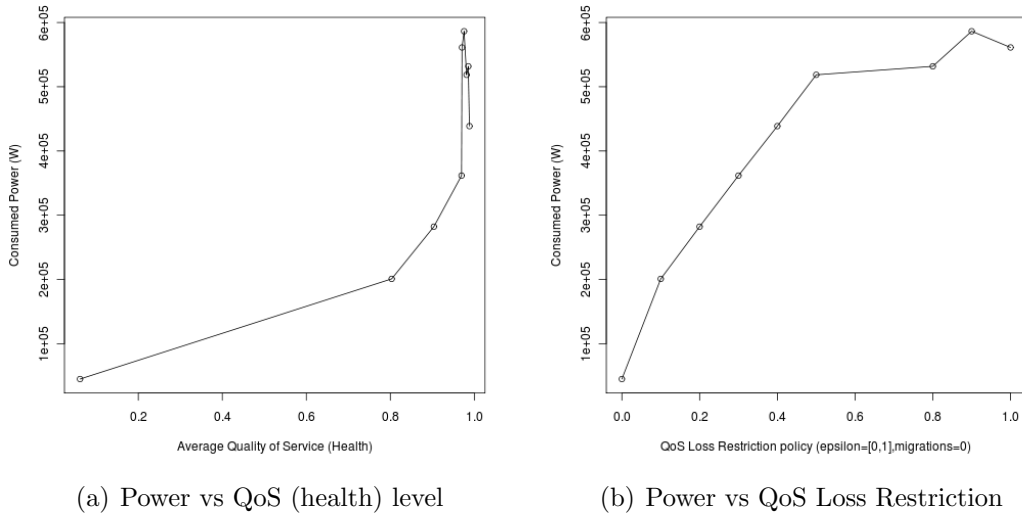 6e+05
5e+05
4e+05
3e+05
2e+05
1e+05
Consumed Power (W)
0.2 0.4 0.6 0.8 1.0
Average Quality of Service (Health)
(a) Power vs QoS (health) level
6e+05
5e+05
4e+05
3e+05
2e+05
1e+05
Consumed Power (W)
0.0 0.2 0.4 0.6 0.8 1.0
QoS Loss Restriction policy (epsilon=[0,1],migrations=0)
(b) Power vs QoS Loss Restriction